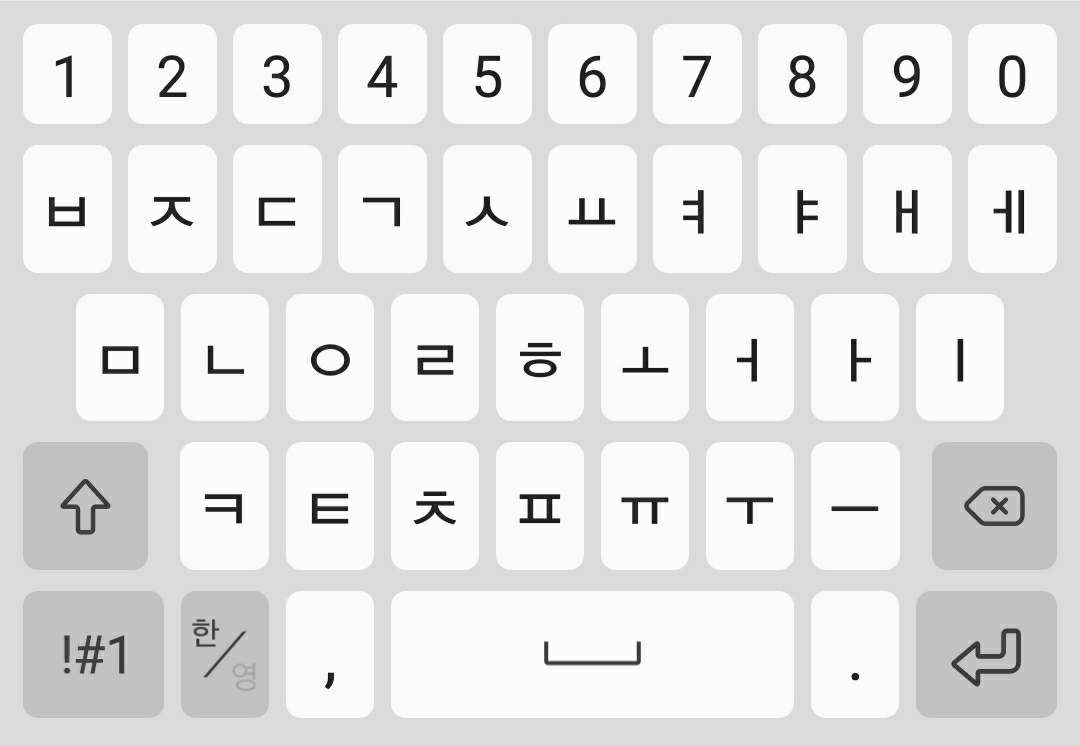 1 2 3 4 5 6 7 8 9 0
ㅂ ㅈ ㄷ ㄱ ㅅ ㅛ ㅕ ㅑ ㅐ ㅔ
ㅁ ㄴ ㅇ ㄹ ㅎ ㅗ ㅓ ㅏ ㅣ
ㅋ ㅌ ㅊ ㅍ ㅠ ㅜ ㅡ
!#1 한/영 , .